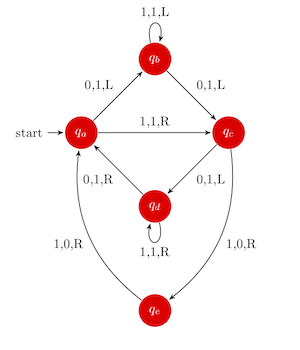 1,1,L
q_b
0,1,L 0,1,L
start q_a 1,1,R q_c
0,1,R 0,1,L
q_d
1,1,R
1,0,R 1,0,R
q_e